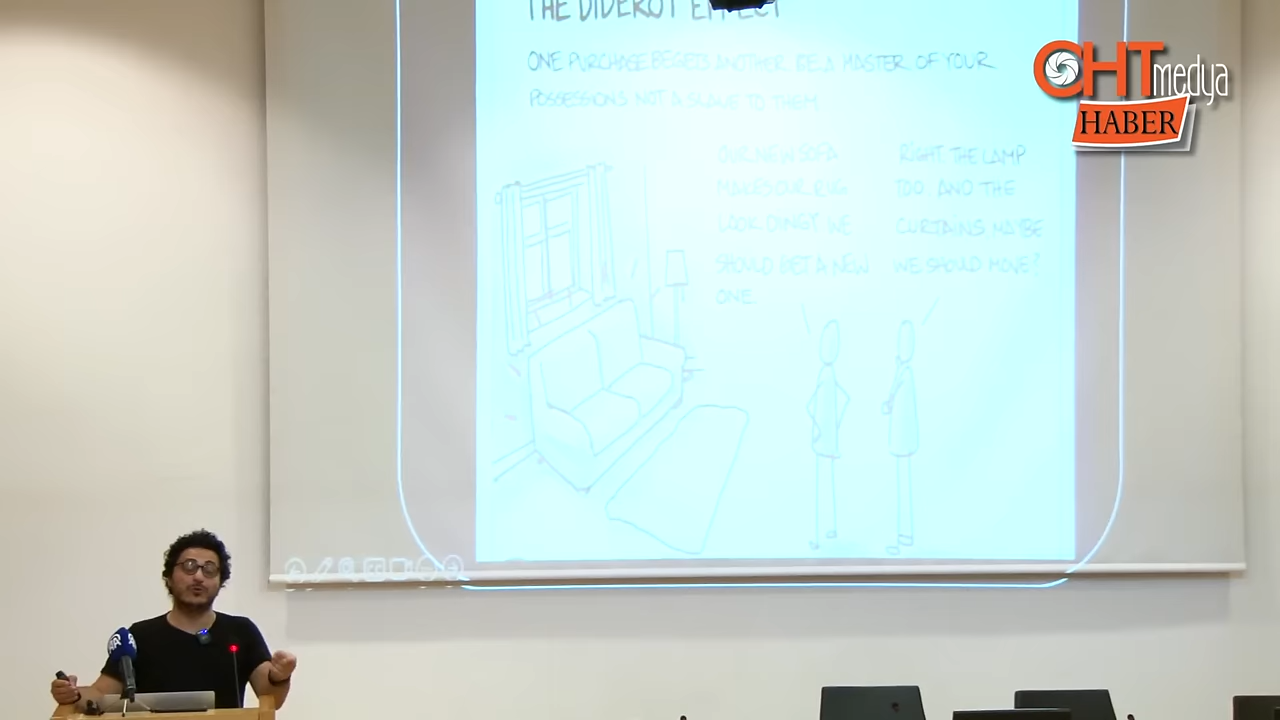 THE DIDEROT EFFECT
ONE PURCHASE BEGETS ANOTHER. BE A MASTER OF YOUR
POSSESSIONS NOT A SLAVE TO THEM
OUR NEW SOFA
MAKES OUR RUG
LOOK DINGY. WE
SHOULD GET A NEW
ONE.
RIGHT. THE LAMP
TOO. AND THE
CURTAINS. MAYBE
WE SHOULD MOVE?
CHT medya
HABER
AA